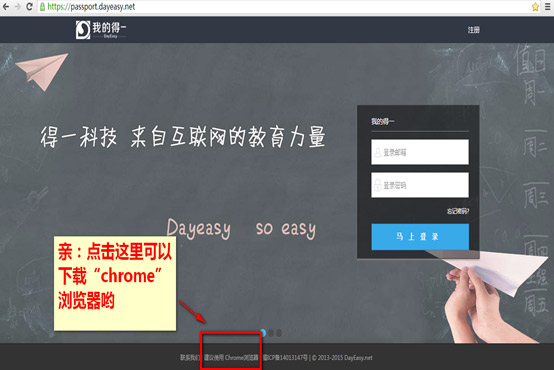 https://passport.dayeasy.net
我的得一
DayEasy
注册
值日
周一
周二
周三
得一科技 来自互联网的教育力量
我的得一
登录邮箱
登录密码
忘记密码?
马 上 登 录
Dayeasy so easy
亲：点击这里可以
下载“chrome”
浏览器哟
联系我们 | 建议使用 Chrome浏览器 | 蜀ICP备14013147号 | © 2013-2015 DayEasy.net